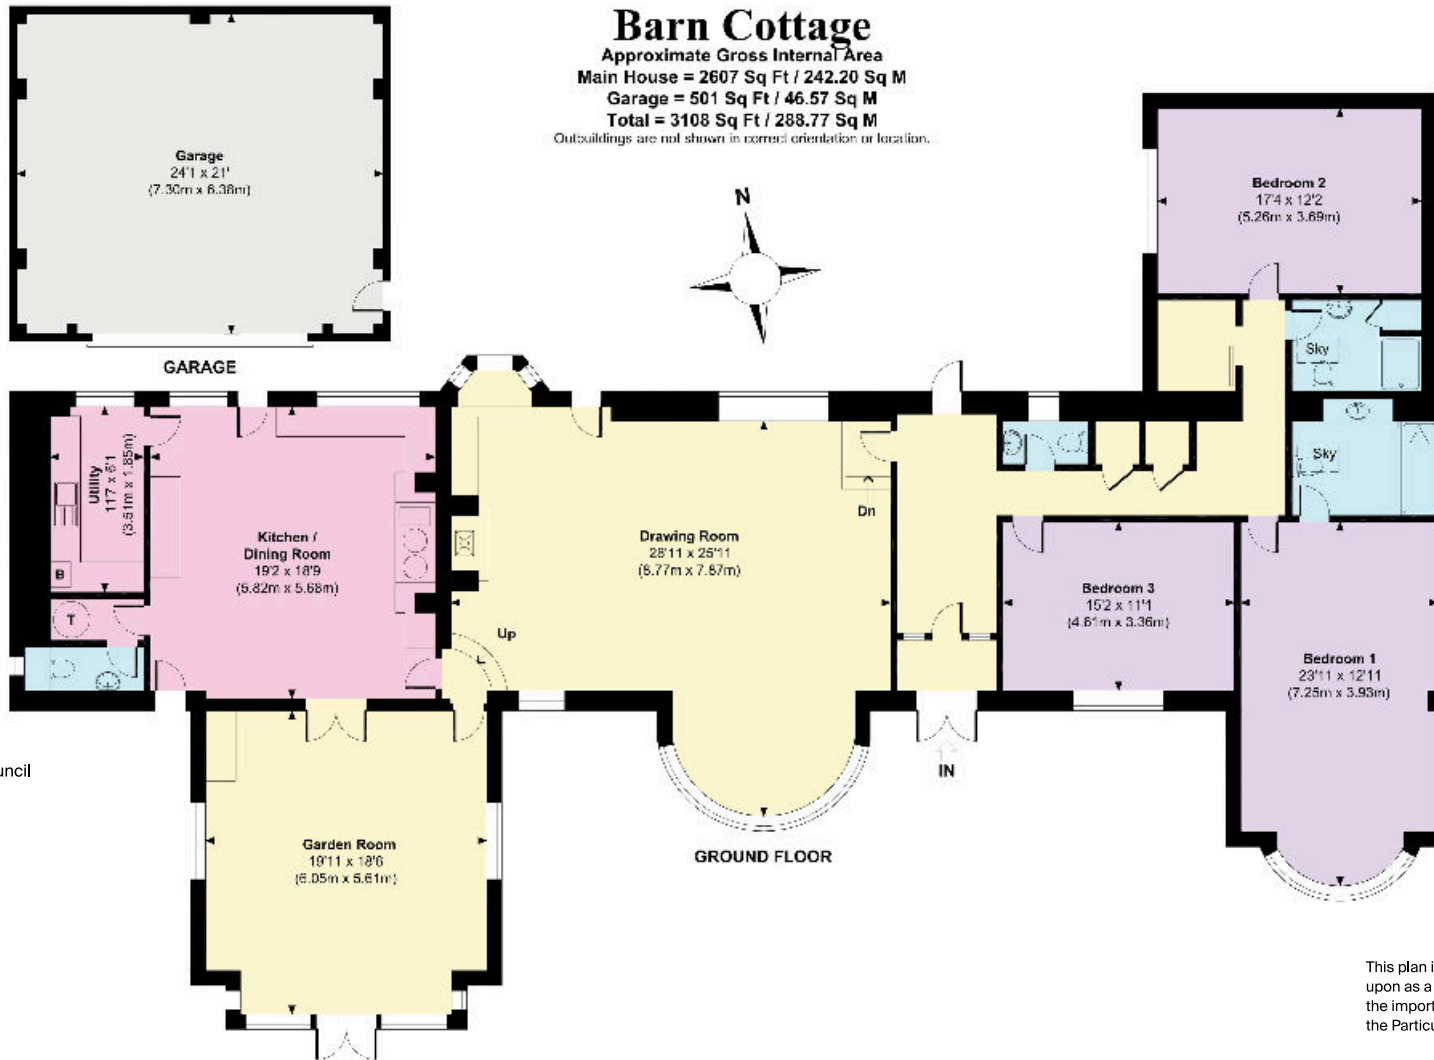 Barn Cottage
Approximate Gross Internal Area
Main House = 2607 Sq Ft / 242.20 Sq M
Garage = 501 Sq Ft / 46.57 Sq M
Total = 3108 Sq Ft / 288.77 Sq M
Outbuildings are not shown in correct orientation or location.
Garage
24'1 x 21'
(7.30m x 6.38m)
GARAGE
N
Bedroom 2
17'4 x 12'2
(5.26m x 3.69m)
Sky
Sky
T
Utility
11'7 x 6'1
(3.51m x 1.85m)
B
T
Kitchen /
Dining Room
19'2 x 18'9
(5.82m x 5.68m)
Drawing Room
28'11 x 25'11
(8.77m x 7.87m)
Dn
Up
Bedroom 3
15'2 x 11'1
(4.61m x 3.36m)
Bedroom 1
23'11 x 12'11
(7.25m x 3.93m)
IN
uncil
Garden Room
19'11 x 18'6
(6.05m x 5.61m)
GROUND FLOOR
This plan i
upon as a
the import
the Particu